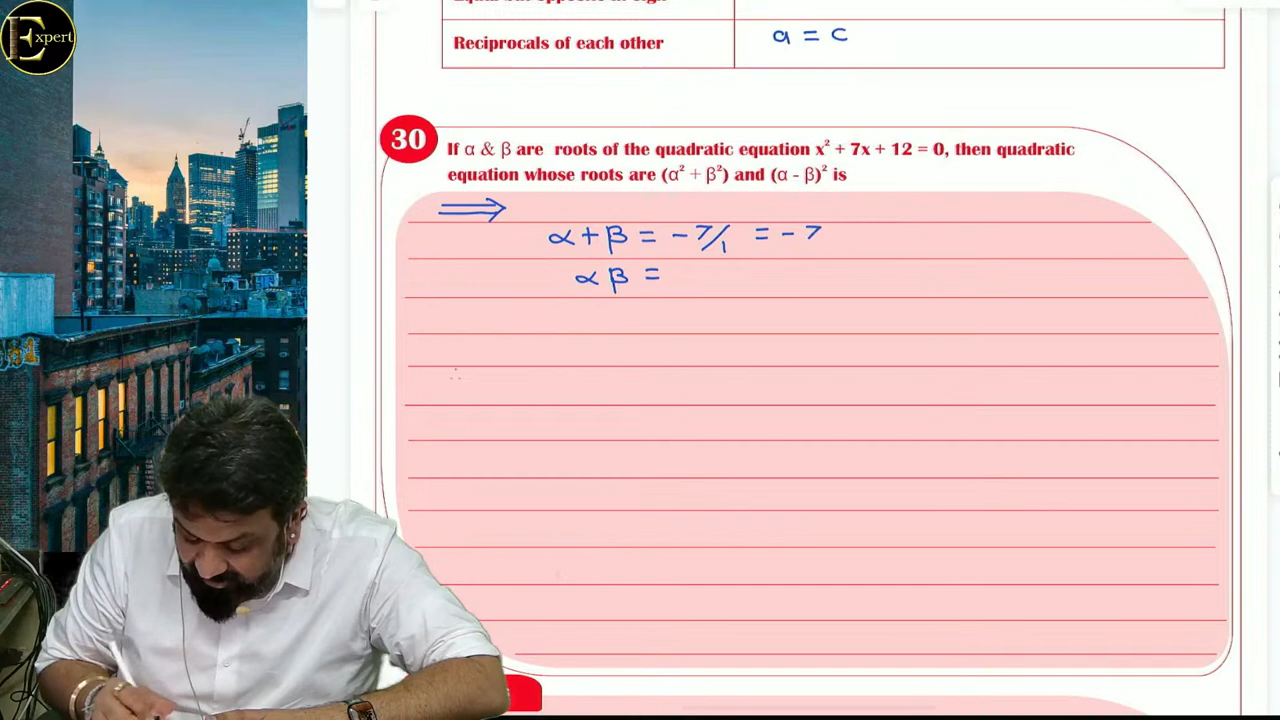 Expert
Reciprocals of each other
a = c
30
If α & β are roots of the quadratic equation x² + 7x + 12 = 0, then quadratic
equation whose roots are (α² + β²) and (α - β)² is
⟹
α + β = - 7/1 = - 7
α β =